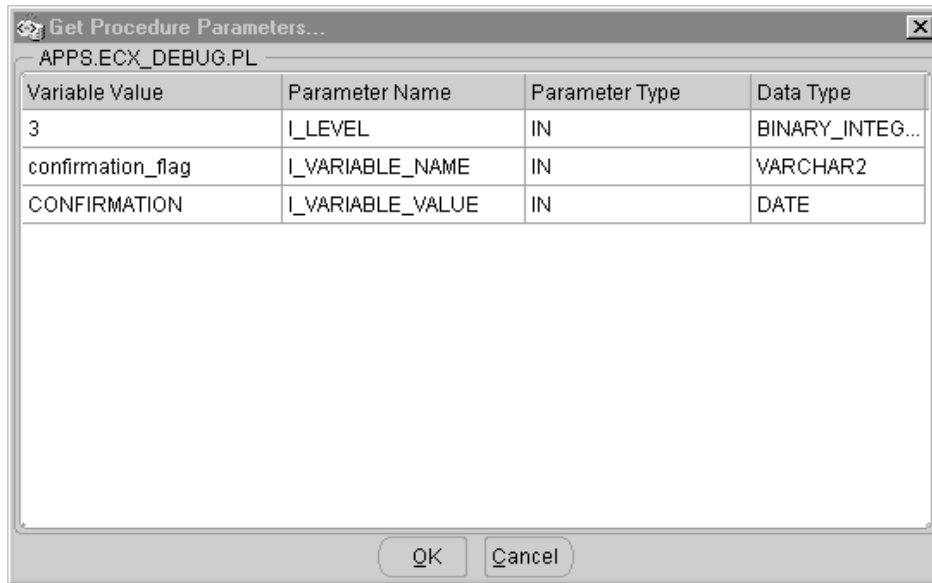 Get Procedure Parameters...
APPS.ECX_DEBUG.PL
Variable Value Parameter Name Parameter Type Data Type
3 I_LEVEL IN BINARY_INTEG...
confirmation_flag I_VARIABLE_NAME IN VARCHAR2
CONFIRMATION I_VARIABLE_VALUE IN DATE
OK Cancel